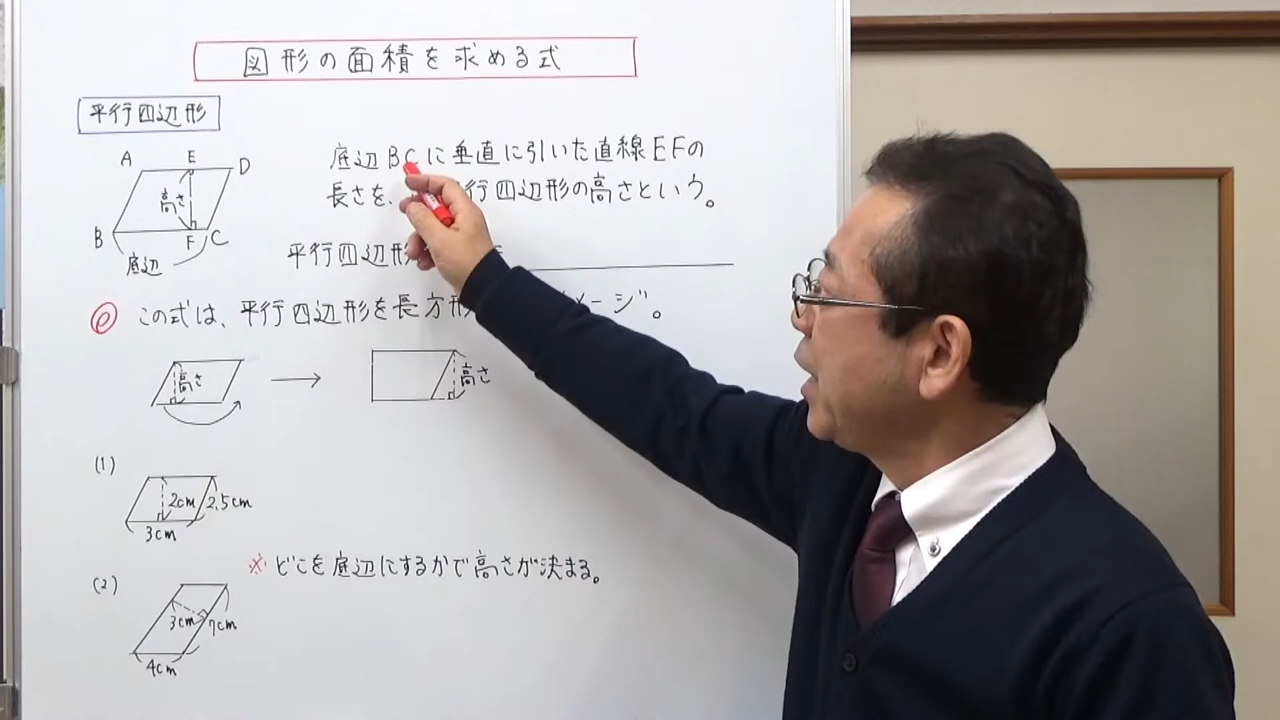 図形の面積を求める式
平行四辺形
A E D
高さ
B F C
底辺
底辺BCに垂直に引いた直線EFの
長さを、行四辺形の高さという。
平行四辺形
この式は、平行四辺形を長方形 メージ。
高さ
高さ
(1)
2cm 2.5cm
3cm
※どこを底辺にするかで高さが決まる。
(2)
3cm 7cm
4cm